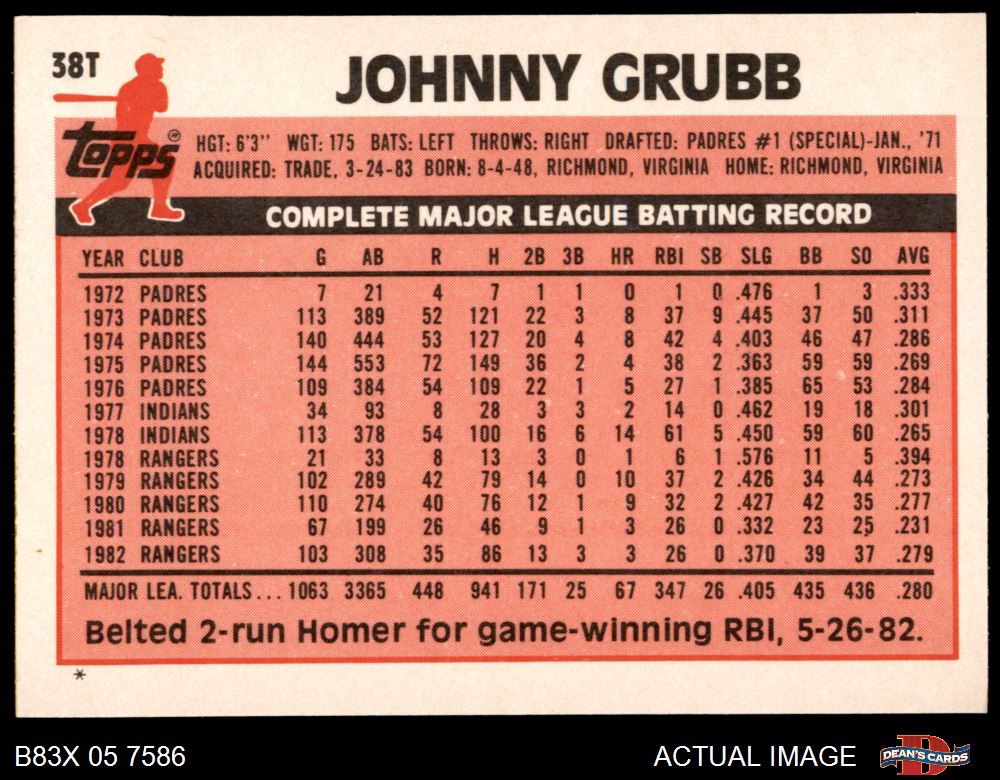 38T
JOHNNY GRUBB
Topps ®
HGT: 6'3'' WGT: 175 BATS: LEFT THROWS: RIGHT DRAFTED: PADRES #1 (SPECIAL)-JAN., '71
ACQUIRED: TRADE, 3-24-83 BORN: 8-4-48, RICHMOND, VIRGINIA HOME: RICHMOND, VIRGINIA
COMPLETE MAJOR LEAGUE BATTING RECORD
YEAR CLUB G AB R H 2B 3B HR RBI SB SLG BB SO AVG
1972 PADRES 7 21 4 7 1 1 0 1 0 .476 1 3 .333
1973 PADRES 113 389 52 121 22 3 8 37 9 .445 37 50 .311
1974 PADRES 140 444 53 127 20 4 8 42 4 .403 46 47 .286
1975 PADRES 144 553 72 149 36 2 4 38 2 .363 59 59 .269
1976 PADRES 109 384 54 109 22 1 5 27 1 .385 65 53 .284
1977 INDIANS 34 93 8 28 3 3 2 14 0 .462 19 18 .301
1978 INDIANS 113 378 54 100 16 6 14 61 5 .450 59 60 .265
1978 RANGERS 21 33 8 13 3 0 1 6 1 .576 11 5 .394
1979 RANGERS 102 289 42 79 14 0 10 37 2 .426 34 44 .273
1980 RANGERS 110 274 40 76 12 1 9 32 2 .427 42 35 .277
1981 RANGERS 67 199 26 46 9 1 3 26 0 .332 23 25 .231
1982 RANGERS 103 308 35 86 13 3 3 26 0 .370 39 37 .279
MAJOR LEA. TOTALS... 1063 3365 448 941 171 25 67 347 26 .405 435 436 .280
Belted 2-run Homer for game-winning RBI, 5-26-82.
*
B83X 05 7586
ACTUAL IMAGE
DEAN'S CARDS